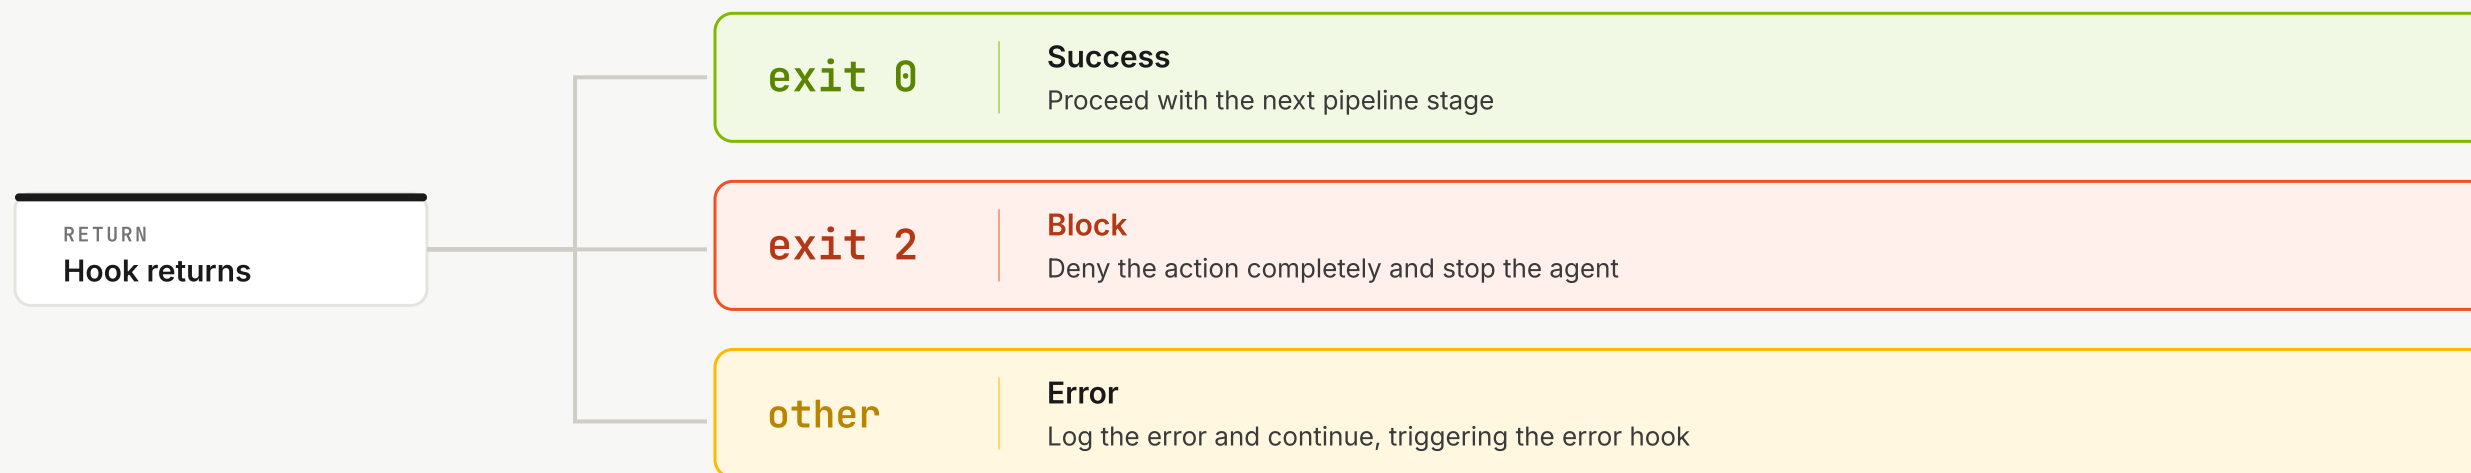 exit 0
Success
Proceed with the next pipeline stage
RETURN
Hook returns
exit 2
Block
Deny the action completely and stop the agent
other
Error
Log the error and continue, triggering the error hook